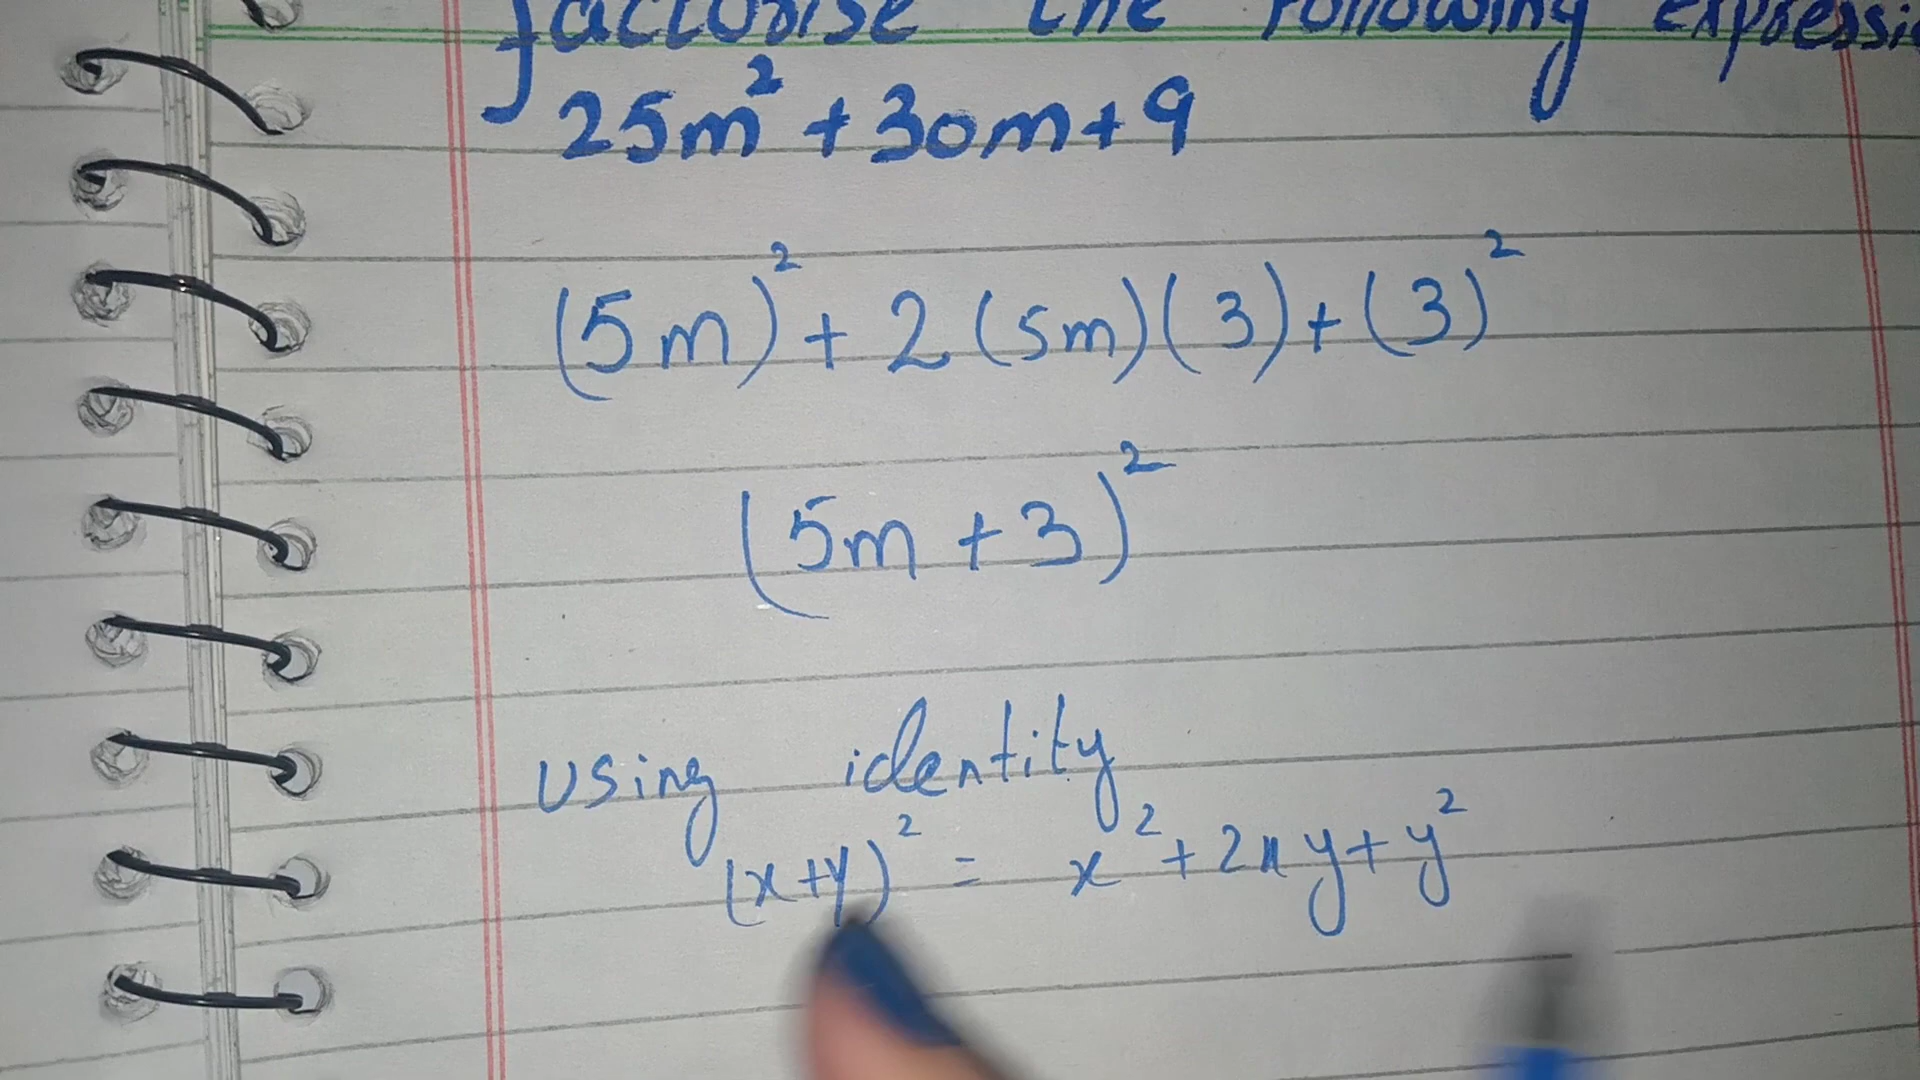 factorise the following expressi
25m² + 30m + 9
(5m)² + 2 (5m) (3) + (3)²
(5m + 3)²
Using identity
(x+y)² = x² + 2xy + y²